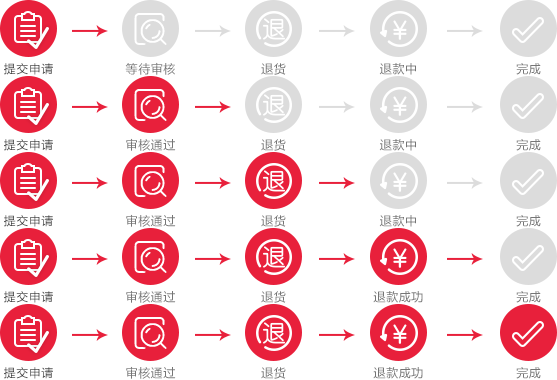 退 ¥
提交申请 等待审核 退货 退款中 完成
退 ¥
提交申请 审核通过 退货 退款中 完成
退 ¥
提交申请 审核通过 退货 退款中 完成
退 ¥
提交申请 审核通过 退货 退款成功 完成
退 ¥
提交申请 审核通过 退货 退款成功 完成